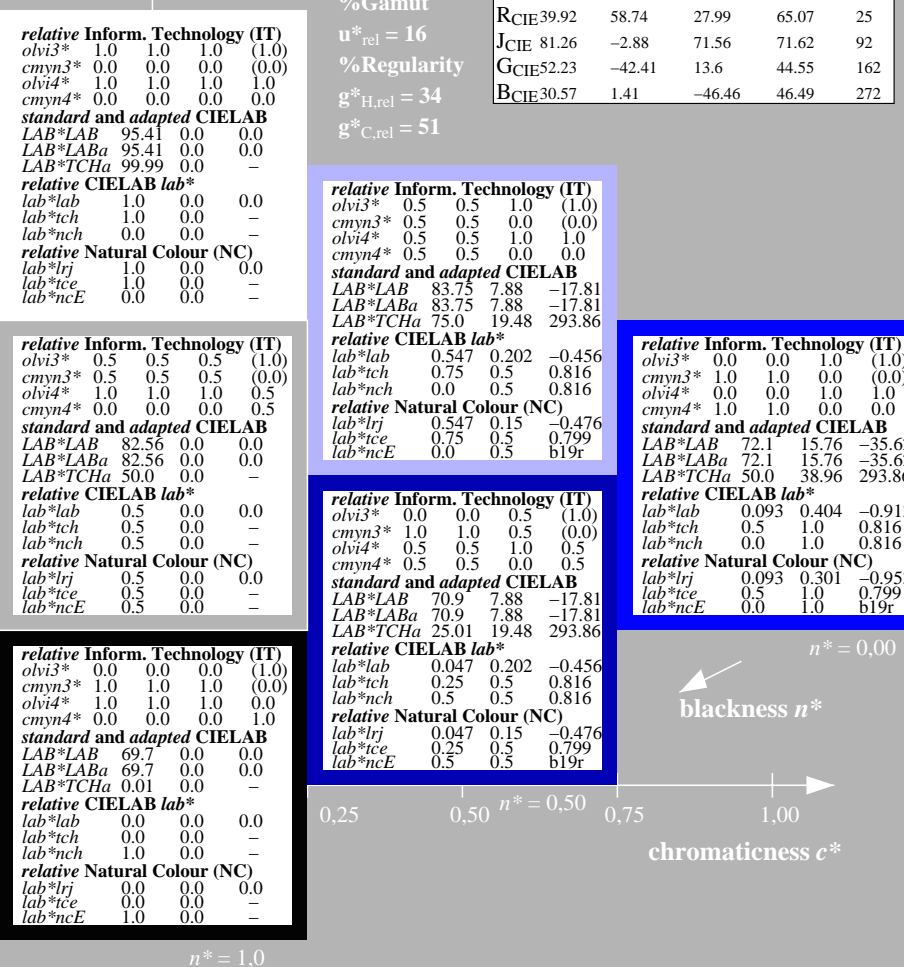 %Gamut
u*rel = 16
%Regularity
g*H,rel = 34
g*C,rel = 51
RCIE 39.92 58.74 27.99 65.07 25
JCIE 81.26 −2.88 71.56 71.62 92
GCIE 52.23 −42.41 13.6 44.55 162
BCIE 30.57 1.41 −46.46 46.49 272
relative Inform. Technology (IT)
olvi3* 1.0 1.0 1.0 (1.0)
cmyn3* 0.0 0.0 0.0 (0.0)
olvi4* 1.0 1.0 1.0 1.0
cmyn4* 0.0 0.0 0.0 0.0
standard and adapted CIELAB
LAB*LAB 95.41 0.0 0.0
LAB*LABa 95.41 0.0 0.0
LAB*TCHa 99.99 0.0 –
relative CIELAB lab*
lab*lab 1.0 0.0 0.0
lab*tch 1.0 0.0 –
lab*nch 0.0 0.0 –
relative Natural Colour (NC)
lab*lrj 1.0 0.0 0.0
lab*tce 1.0 0.0 –
lab*ncE 0.0 0.0 –
relative Inform. Technology (IT)
olvi3* 0.5 0.5 1.0 (1.0)
cmyn3* 0.5 0.5 0.0 (0.0)
olvi4* 0.5 0.5 1.0 1.0
cmyn4* 0.5 0.5 0.0 0.0
standard and adapted CIELAB
LAB*LAB 83.75 7.88 −17.81
LAB*LABa 83.75 7.88 −17.81
LAB*TCHa 75.0 19.48 293.86
relative CIELAB lab*
lab*lab 0.547 0.202 −0.456
lab*tch 0.75 0.5 0.816
lab*nch 0.0 0.5 0.816
relative Natural Colour (NC)
lab*lrj 0.547 0.15 −0.476
lab*tce 0.75 0.5 0.799
lab*ncE 0.0 0.5 b19r
relative Inform. Technology (IT)
olvi3* 0.5 0.5 0.5 (1.0)
cmyn3* 0.5 0.5 0.5 (0.0)
olvi4* 1.0 1.0 1.0 0.5
cmyn4* 0.0 0.0 0.0 0.5
standard and adapted CIELAB
LAB*LAB 82.56 0.0 0.0
LAB*LABa 82.56 0.0 0.0
LAB*TCHa 50.0 0.0 –
relative CIELAB lab*
lab*lab 0.5 0.0 0.0
lab*tch 0.5 0.0 –
lab*nch 0.5 0.0 –
relative Natural Colour (NC)
lab*lrj 0.5 0.0 0.0
lab*tce 0.5 0.0 –
lab*ncE 0.5 0.0 –
relative Inform. Technology (IT)
olvi3* 0.0 0.0 1.0 (1.0)
cmyn3* 1.0 1.0 0.0 (0.0)
olvi4* 0.0 0.0 1.0 1.0
cmyn4* 1.0 1.0 0.0 0.0
standard and adapted CIELAB
LAB*LAB 72.1 15.76
LAB*LABa 72.1 15.76
LAB*TCHa 50.0 38.96 293.86
relative CIELAB lab*
lab*lab 0.093 0.404
lab*tch 0.5 1.0 0.816
lab*nch 0.0 1.0 0.816
relative Natural Colour (NC)
lab*lrj 0.093 0.301
lab*tce 0.5 1.0 0.799
lab*ncE 0.0 1.0 b19r
relative Inform. Technology (IT)
olvi3* 0.0 0.0 0.5 (1.0)
cmyn3* 1.0 1.0 0.5 (0.0)
olvi4* 0.5 0.5 1.0 0.5
cmyn4* 0.5 0.5 0.0 0.5
standard and adapted CIELAB
LAB*LAB 70.9 7.88 −17.81
LAB*LABa 70.9 7.88 −17.81
LAB*TCHa 25.01 19.48 293.86
relative CIELAB lab*
lab*lab 0.047 0.202 −0.456
lab*tch 0.25 0.5 0.816
lab*nch 0.5 0.5 0.816
relative Natural Colour (NC)
lab*lrj 0.047 0.15 −0.476
lab*tce 0.25 0.5 0.799
lab*ncE 0.5 0.5 b19r
relative Inform. Technology (IT)
olvi3* 0.0 0.0 0.0 (1.0)
cmyn3* 1.0 1.0 1.0 (0.0)
olvi4* 1.0 1.0 1.0 0.0
cmyn4* 0.0 0.0 0.0 1.0
standard and adapted CIELAB
LAB*LAB 69.7 0.0 0.0
LAB*LABa 69.7 0.0 0.0
LAB*TCHa 0.01 0.0 –
relative CIELAB lab*
lab*lab 0.0 0.0 0.0
lab*tch 0.0 0.0 –
lab*nch 1.0 0.0 –
relative Natural Colour (NC)
lab*lrj 0.0 0.0 0.0
lab*tce 0.0 0.0 –
lab*ncE 1.0 0.0 –
n* = 0,00
blackness n*
0,25 0,50 n* = 0,50 0,75 1,00
chromaticness c*
n* = 1,0